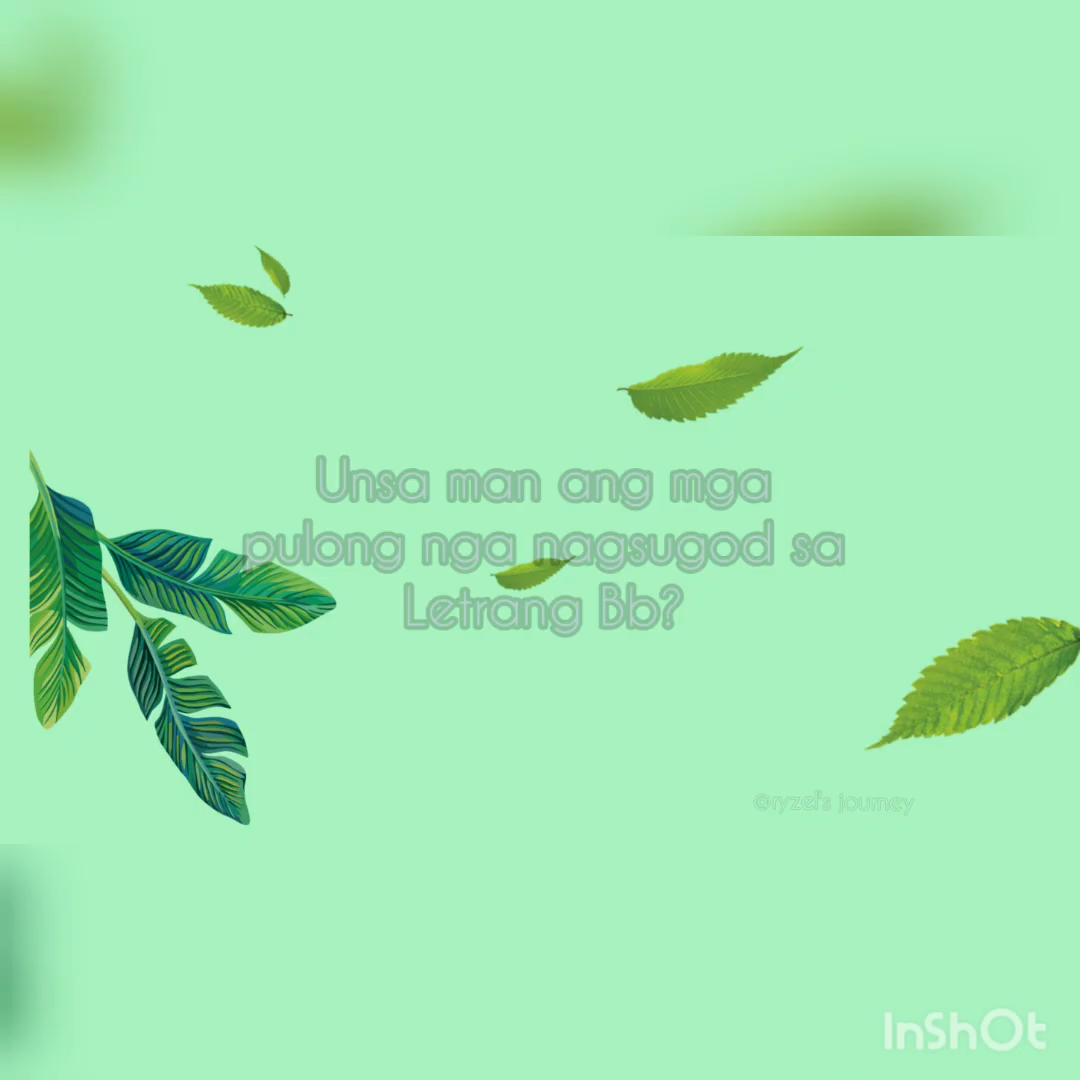 Unsa man ang mga
pulong nga nagsugod sa
Letrang Bb?
©ryzel's journey
InShOt